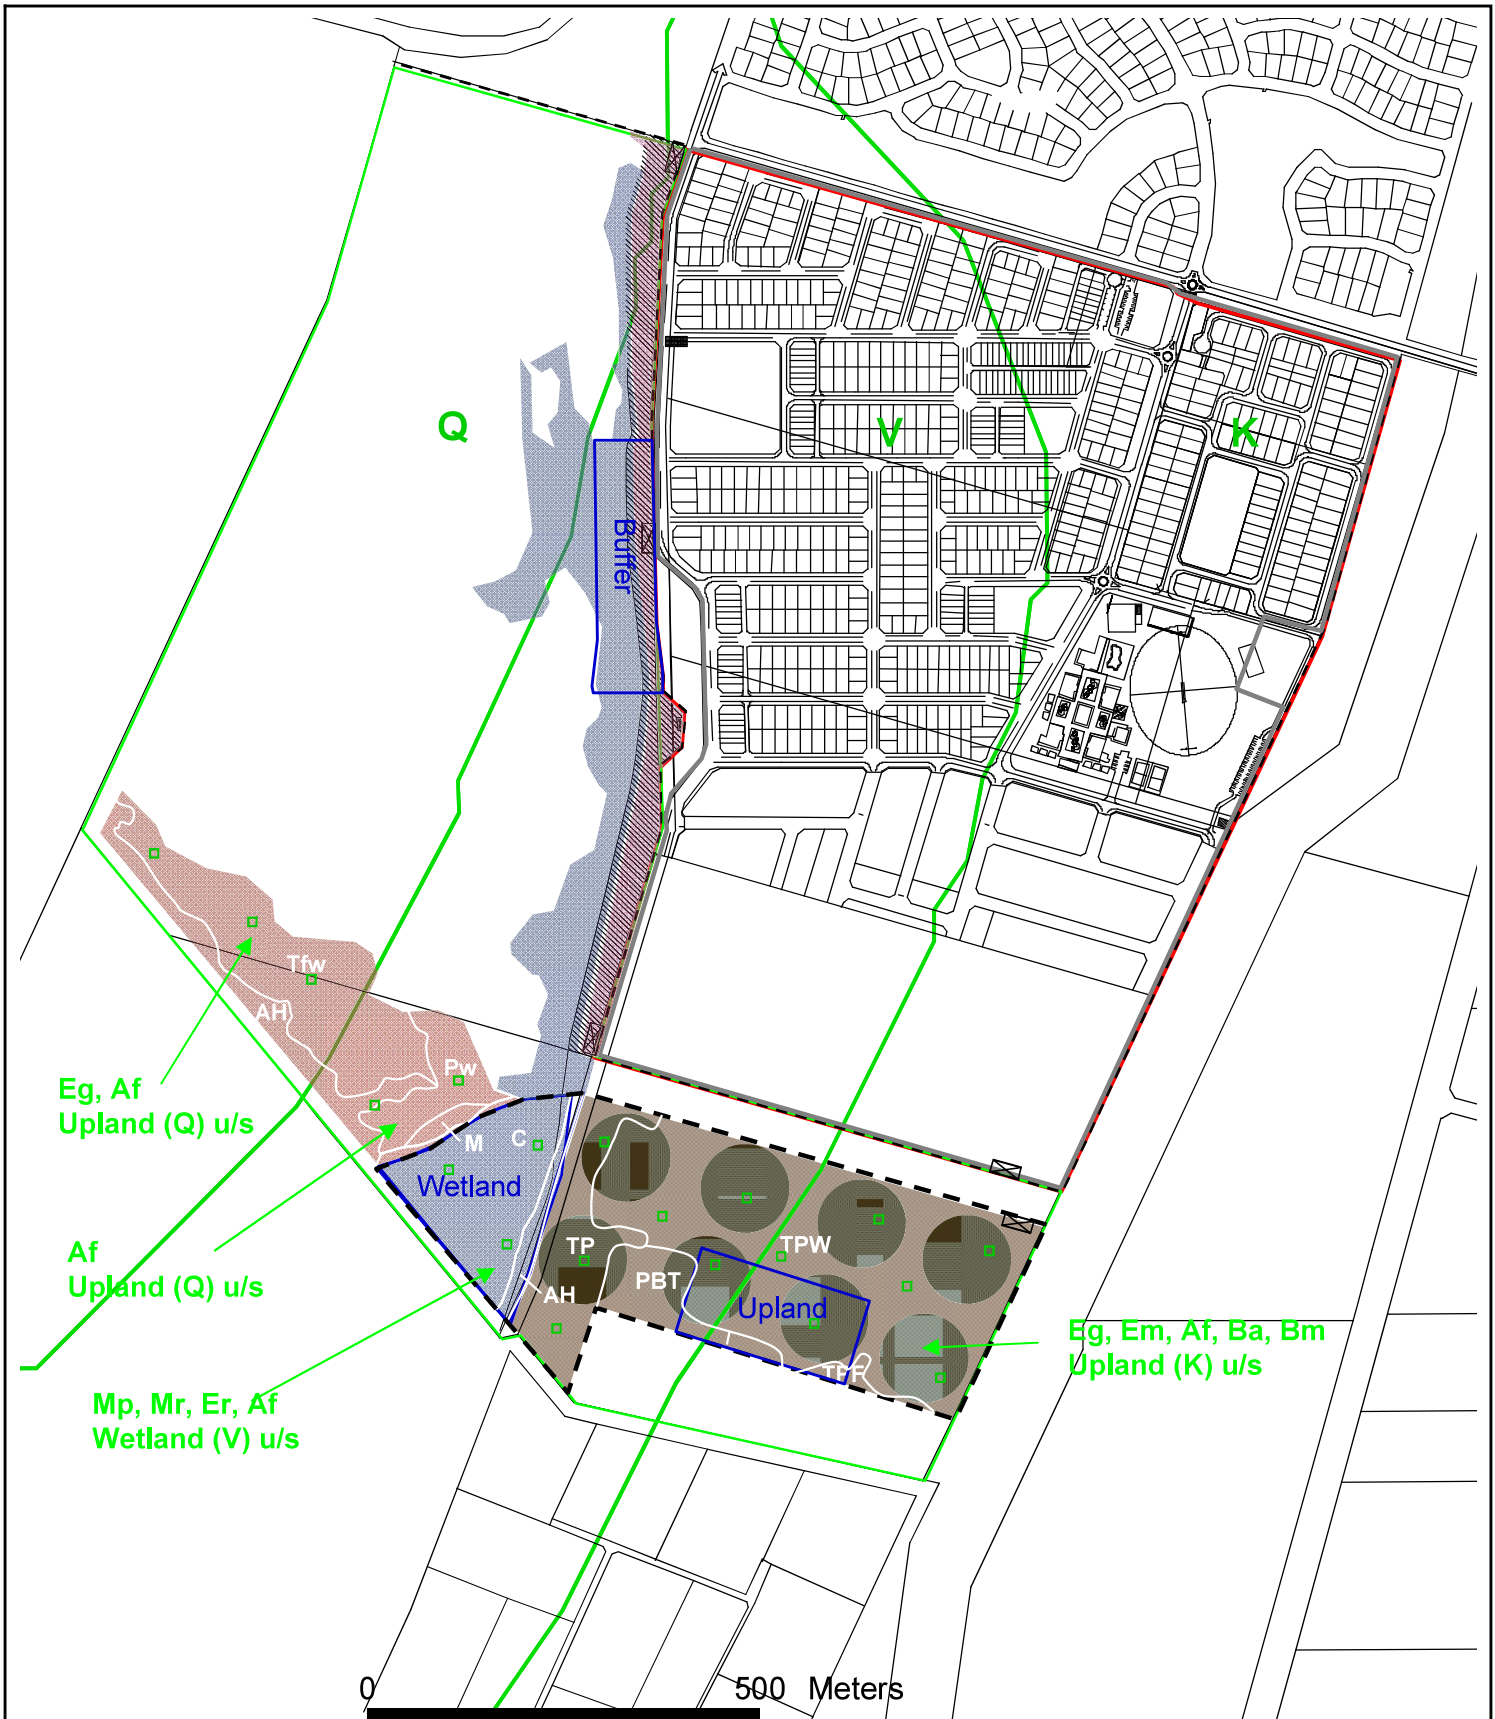 Q
V
K
Buffer
Tfw
AH
Pw
Eg, Af
Upland (Q) u/s
M
C
Wetland
Af
Upland (Q) u/s
TP
TPW
PBT
AH
Upland
TPF
Eg, Em, Af, Ba, Bm
Upland (K) u/s
Mp, Mr, Er, Af
Wetland (V) u/s
0
500 Meters